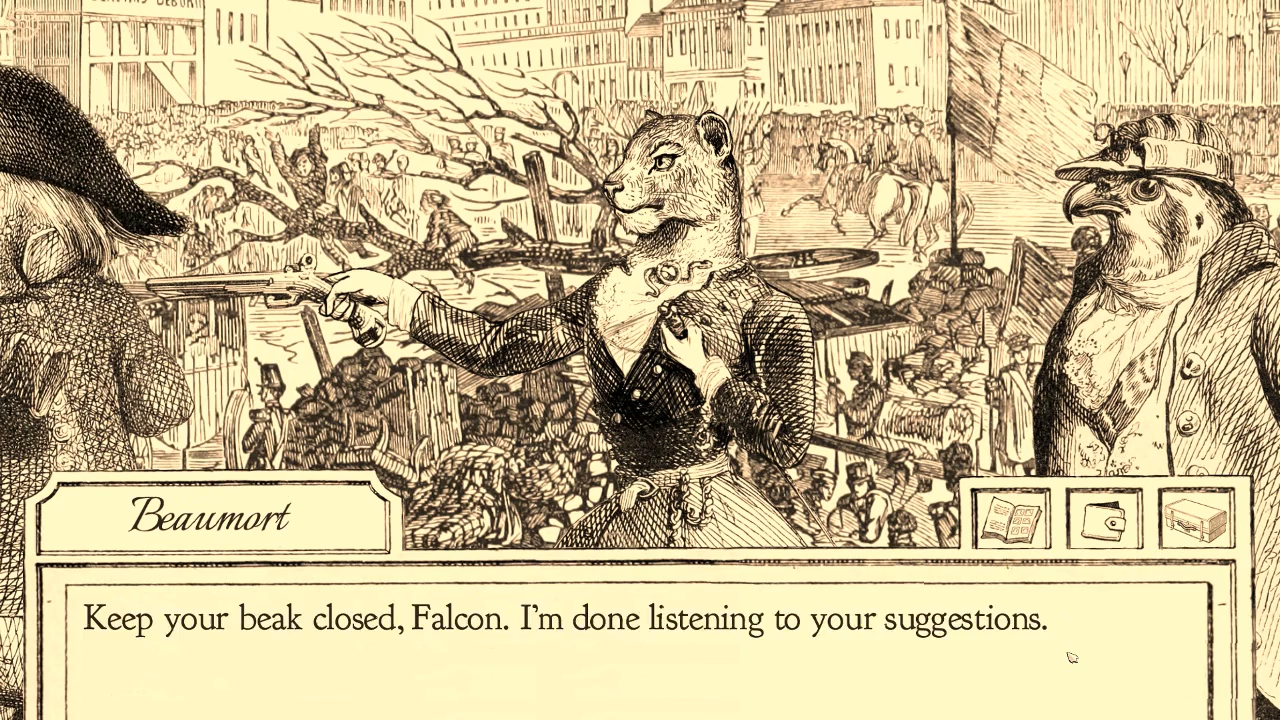 Beaumort
Keep your beak closed, Falcon. I'm done listening to your suggestions.